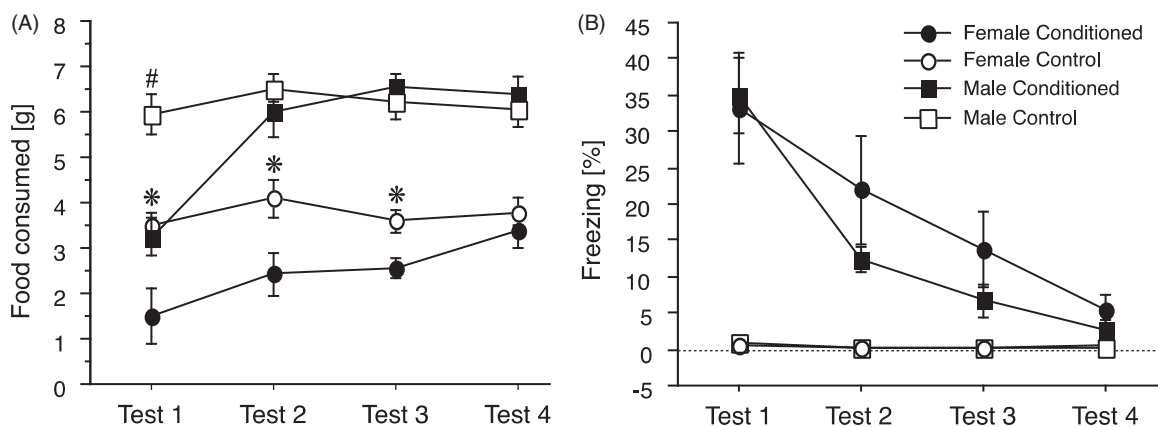 (A)
Food consumed [g]
8
7
6
5
4
3
2
1
0
#
*
*
*
Test 1 Test 2 Test 3 Test 4
(B)
Freezing [%]
45
40
35
30
25
20
15
10
5
0
-5
Female Conditioned
Female Control
Male Conditioned
Male Control
Test 1 Test 2 Test 3 Test 4